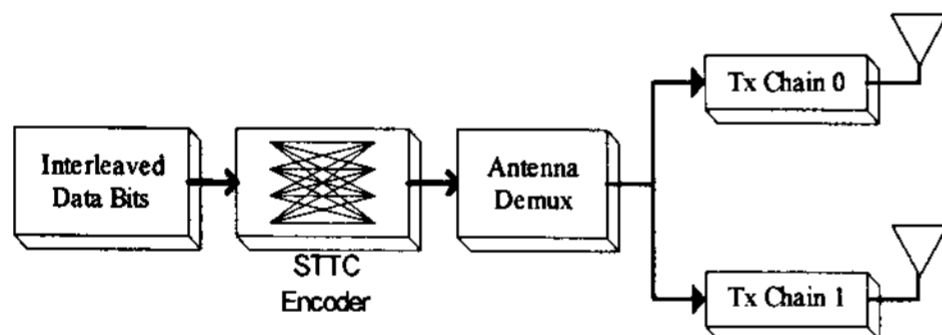 Interleaved
Data Bits
STTC
Encoder
Antenna
Demux
Tx Chain 0
Tx Chain 1